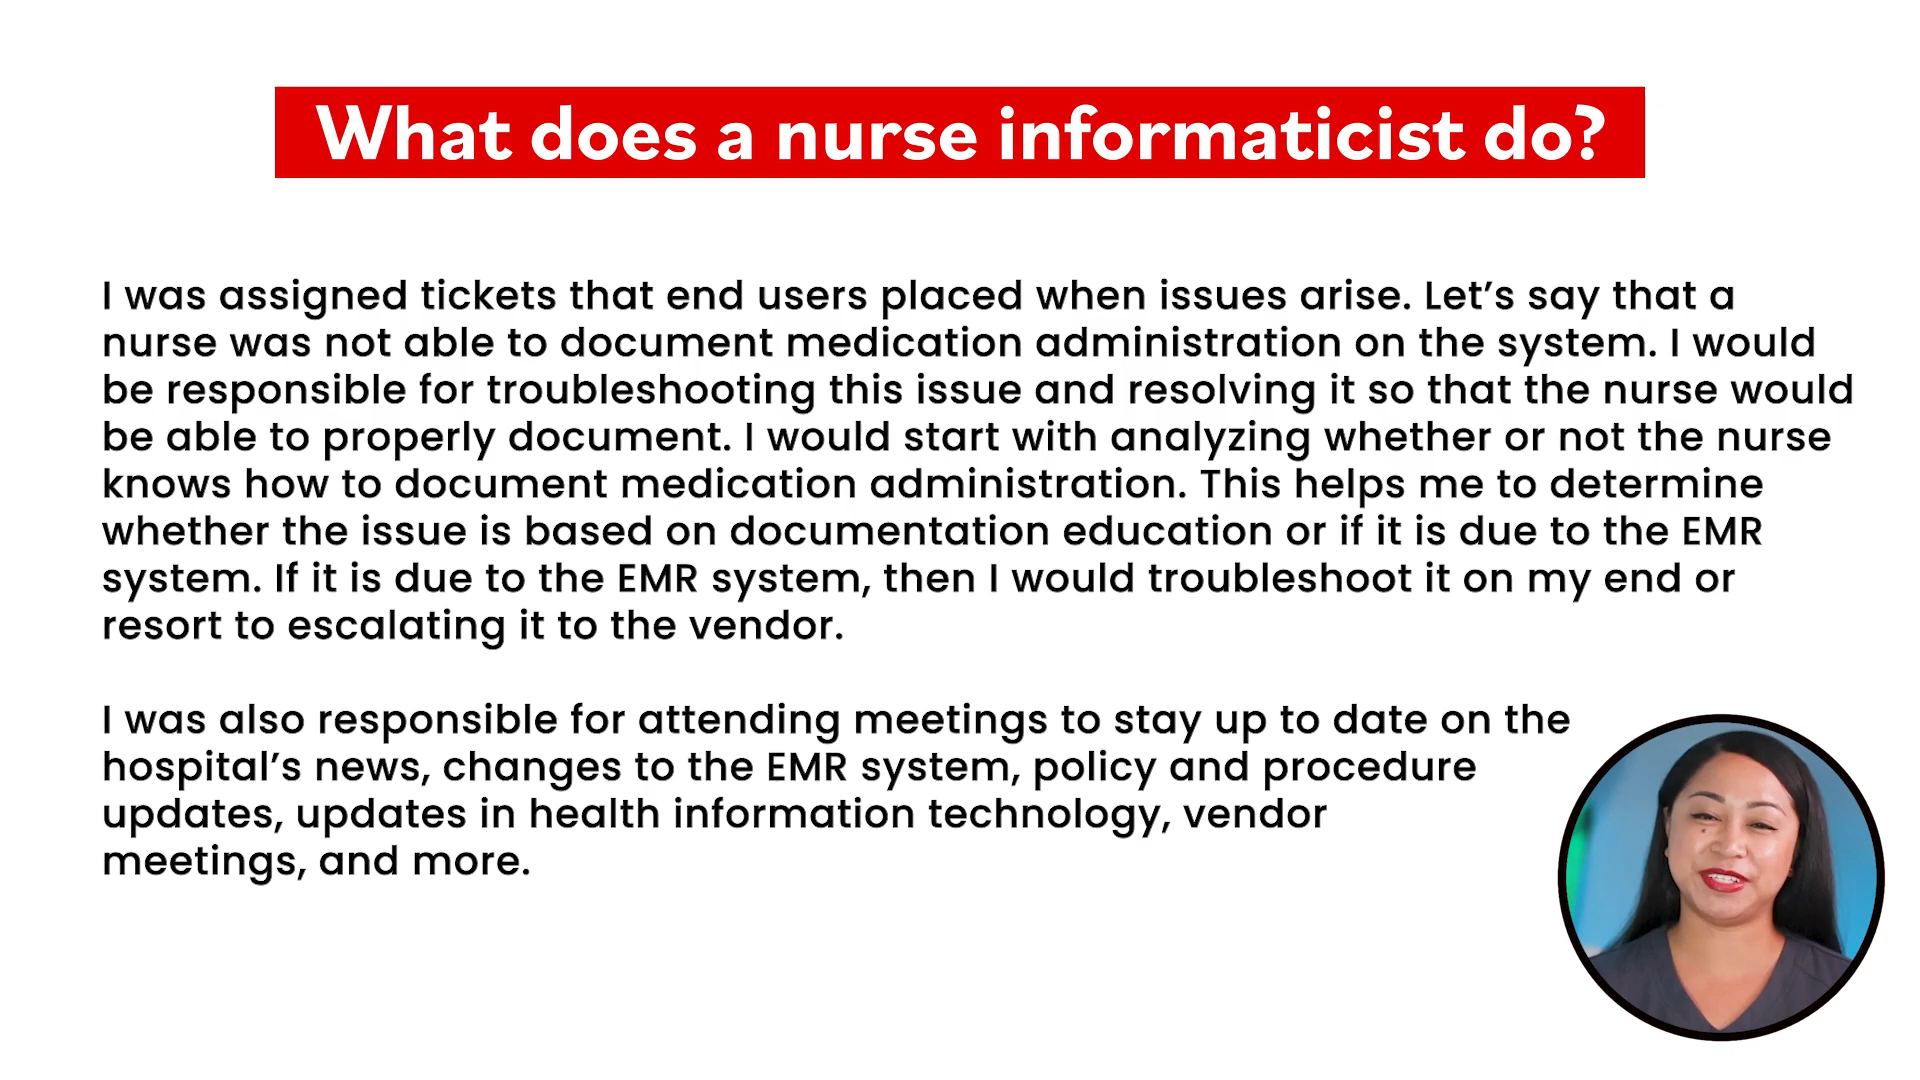 What does a nurse informaticist do?
I was assigned tickets that end users placed when issues arise. Let’s say that a
nurse was not able to document medication administration on the system. I would
be responsible for troubleshooting this issue and resolving it so that the nurse would
be able to properly document. I would start with analyzing whether or not the nurse
knows how to document medication administration. This helps me to determine
whether the issue is based on documentation education or if it is due to the EMR
system. If it is due to the EMR system, then I would troubleshoot it on my end or
resort to escalating it to the vendor.
I was also responsible for attending meetings to stay up to date on the
hospital’s news, changes to the EMR system, policy and procedure
updates, updates in health information technology, vendor
meetings, and more.